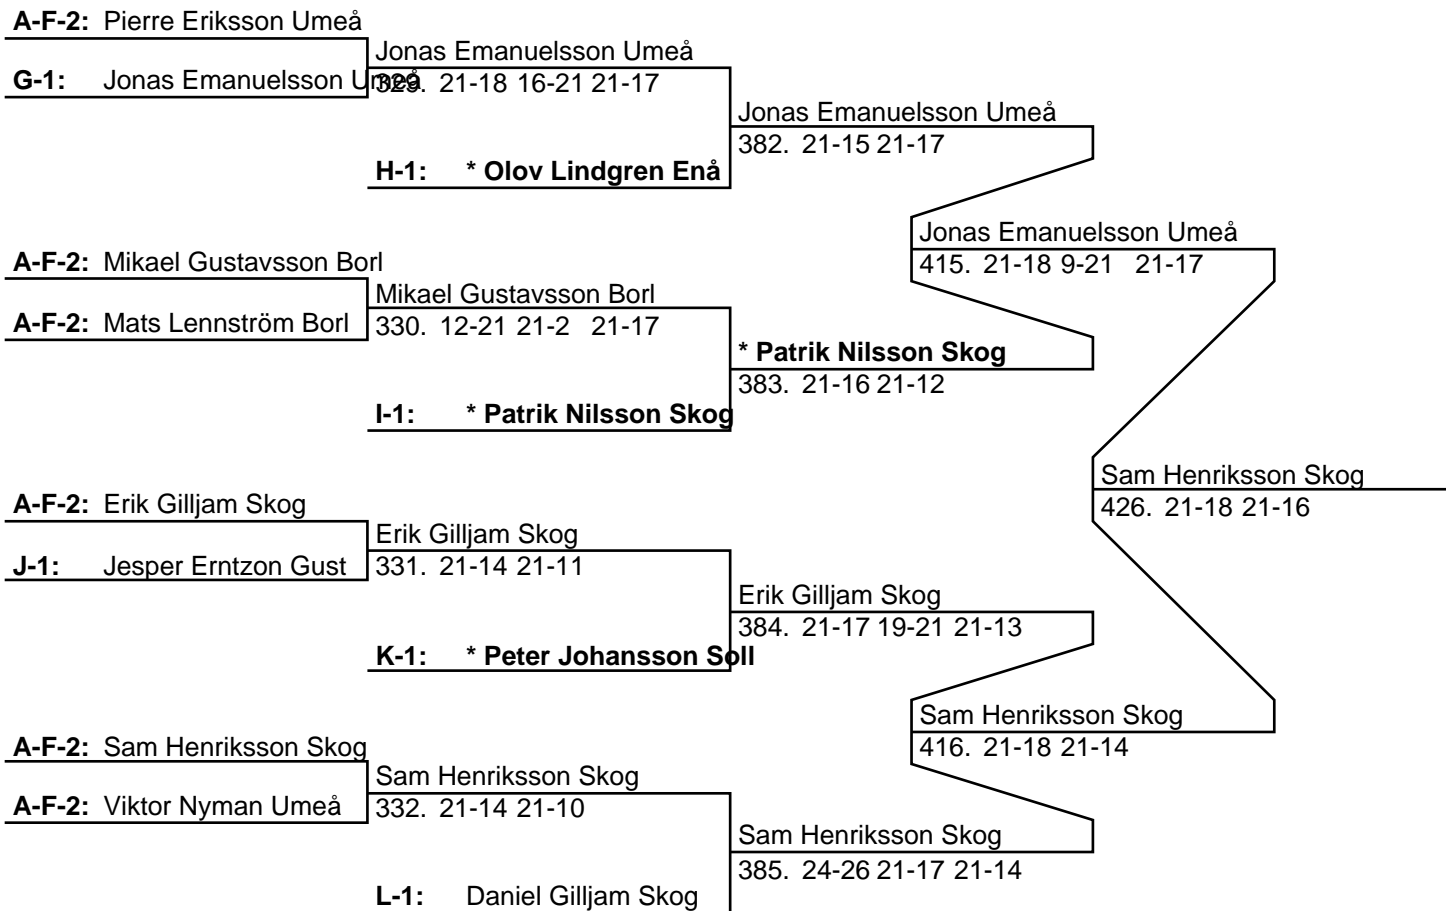 A-F-2: Pierre Eriksson Umeå
Jonas Emanuelsson Umeå
G-1: Jonas Emanuelsson Umeå
329. 21-18 16-21 21-17
Jonas Emanuelsson Umeå
382. 21-15 21-17
H-1: * Olov Lindgren Enå
Jonas Emanuelsson Umeå
415. 21-18 9-21 21-17
A-F-2: Mikael Gustavsson Borl
Mikael Gustavsson Borl
A-F-2: Mats Lennström Borl
330. 12-21 21-2 21-17
* Patrik Nilsson Skog
383. 21-16 21-12
I-1: * Patrik Nilsson Skog
Sam Henriksson Skog
426. 21-18 21-16
A-F-2: Erik Gilljam Skog
Erik Gilljam Skog
J-1: Jesper Erntzon Gust
331. 21-14 21-11
Erik Gilljam Skog
384. 21-17 19-21 21-13
K-1: * Peter Johansson Soll
Sam Henriksson Skog
416. 21-18 21-14
A-F-2: Sam Henriksson Skog
Sam Henriksson Skog
A-F-2: Viktor Nyman Umeå
332. 21-14 21-10
Sam Henriksson Skog
385. 24-26 21-17 21-14
L-1: Daniel Gilljam Skog